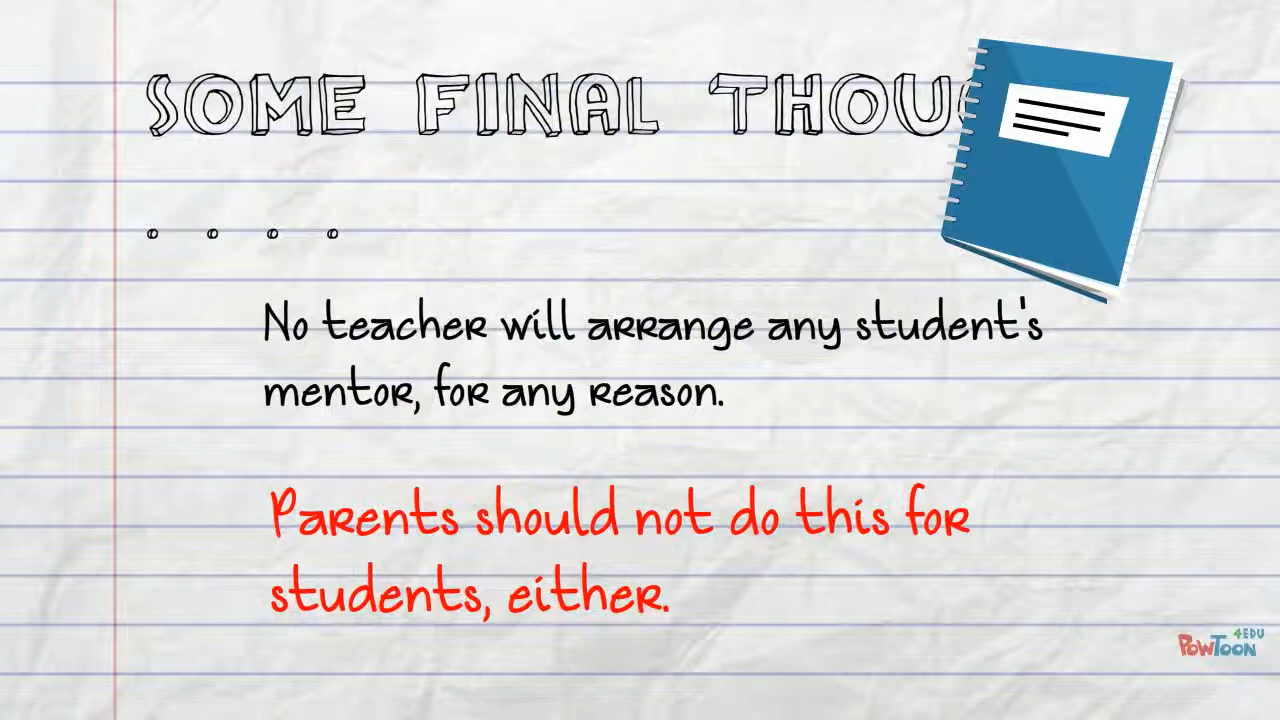 SOME FINAL THOU
. . . .
No teacher will arrange any student's
mentor, for any reason.
Parents should not do this for
students, either.
4EDU
POWTOON